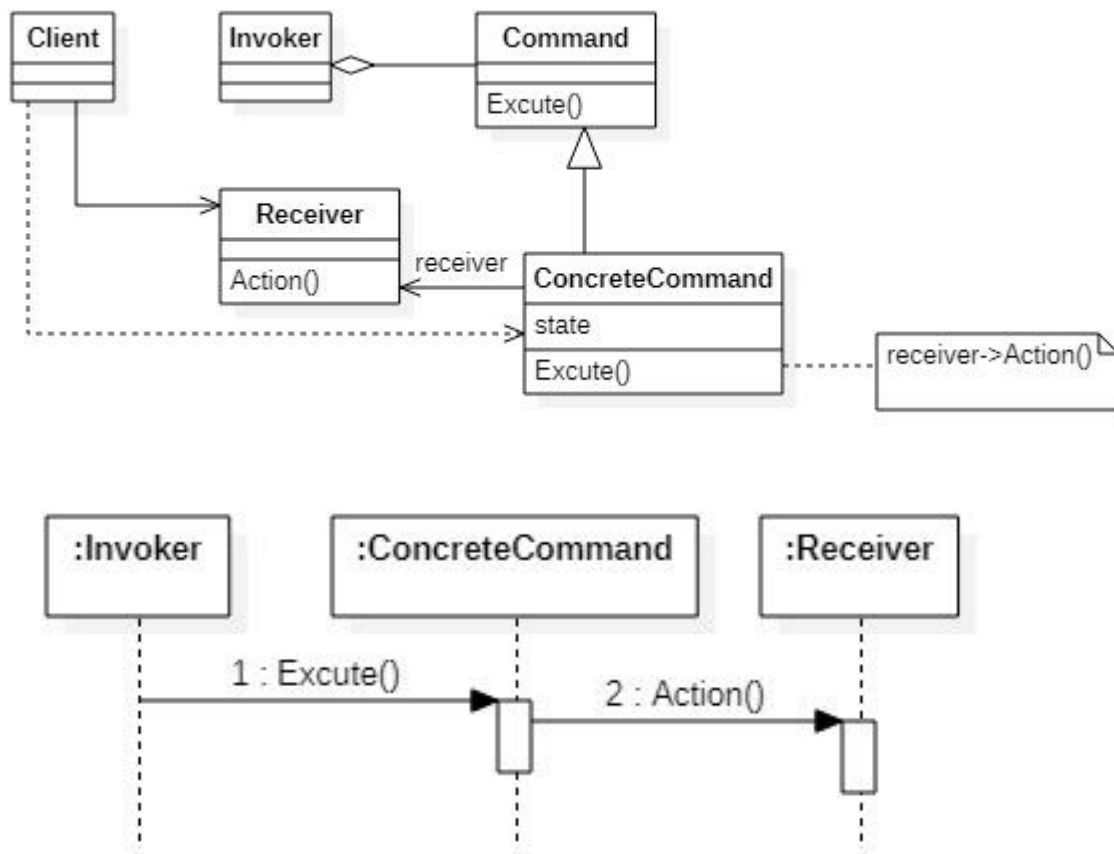 Client
Invoker
Command
Excute()
Receiver
Action()
receiver
ConcreteCommand
state
Excute()
receiver->Action()
:Invoker
:ConcreteCommand
:Receiver
1 : Excute()
2 : Action()